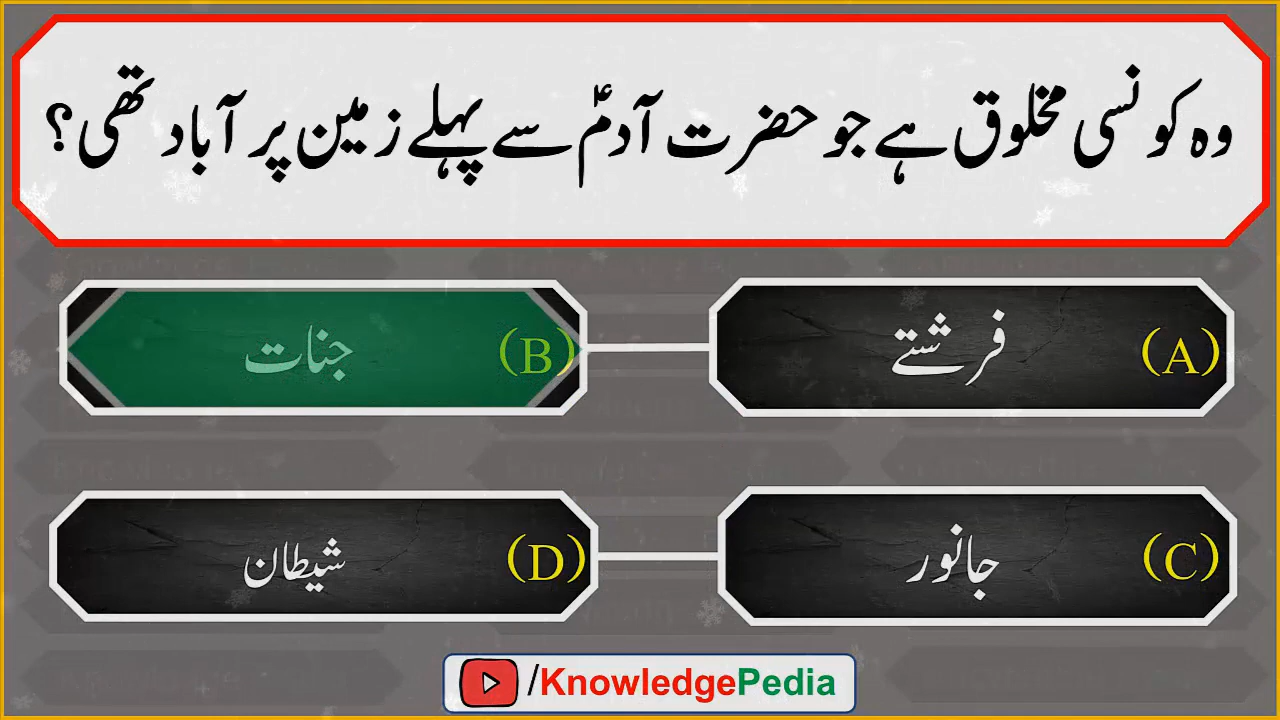 وہ کونسی مخلوق ہے جو حضرت آدمؑ سے پہلے زمین پر آباد تھی؟
(A) فرشتے
(B) جنات
(C) جانور
(D) شیطان
/KnowledgePedia